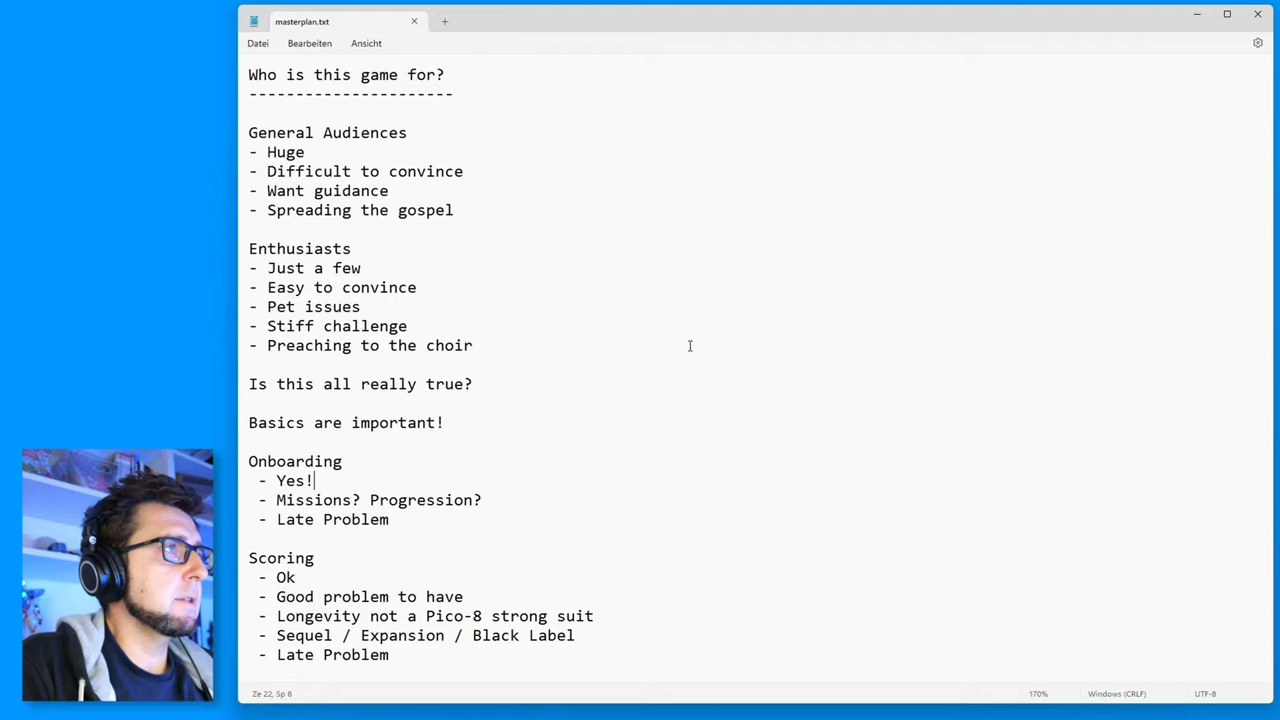 masterplan.txt
Datei Bearbeiten Ansicht
Who is this game for?
----------------------
General Audiences
- Huge
- Difficult to convince
- Want guidance
- Spreading the gospel
Enthusiasts
- Just a few
- Easy to convince
- Pet issues
- Stiff challenge
- Preaching to the choir
Is this all really true?
Basics are important!
Onboarding
- Yes!
- Missions? Progression?
- Late Problem
Scoring
- Ok
- Good problem to have
- Longevity not a Pico-8 strong suit
- Sequel / Expansion / Black Label
- Late Problem
Ze 22, Sp 8 170% Windows (CRLF) UTF-8